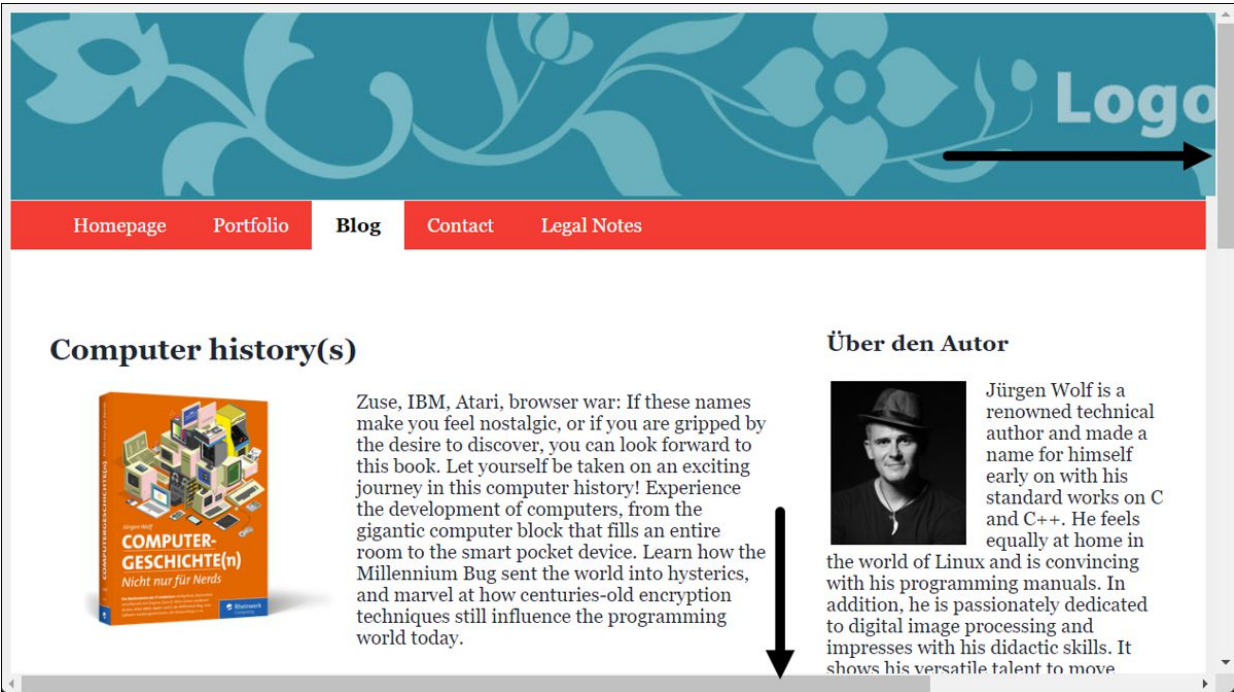 Logo
Homepage Portfolio Blog Contact Legal Notes
Computer history(s)
Jürgen Wolf
COMPUTER-
GESCHICHTE(n)
Nicht nur für Nerds
Rheinwerk
Computing
COMPUTERGESCHICHTE(N)
Zuse, IBM, Atari, browser war: If these names
make you feel nostalgic, or if you are gripped by
the desire to discover, you can look forward to
this book. Let yourself be taken on an exciting
journey in this computer history! Experience
the development of computers, from the
gigantic computer block that fills an entire
room to the smart pocket device. Learn how the
Millennium Bug sent the world into hysterics,
and marvel at how centuries-old encryption
techniques still influence the programming
world today.
Über den Autor
Jürgen Wolf is a
renowned technical
author and made a
name for himself
early on with his
standard works on C
and C++. He feels
equally at home in
the world of Linux and is convincing
with his programming manuals. In
addition, he is passionately dedicated
to digital image processing and
impresses with his didactic skills. It
shows his versatile talent to move